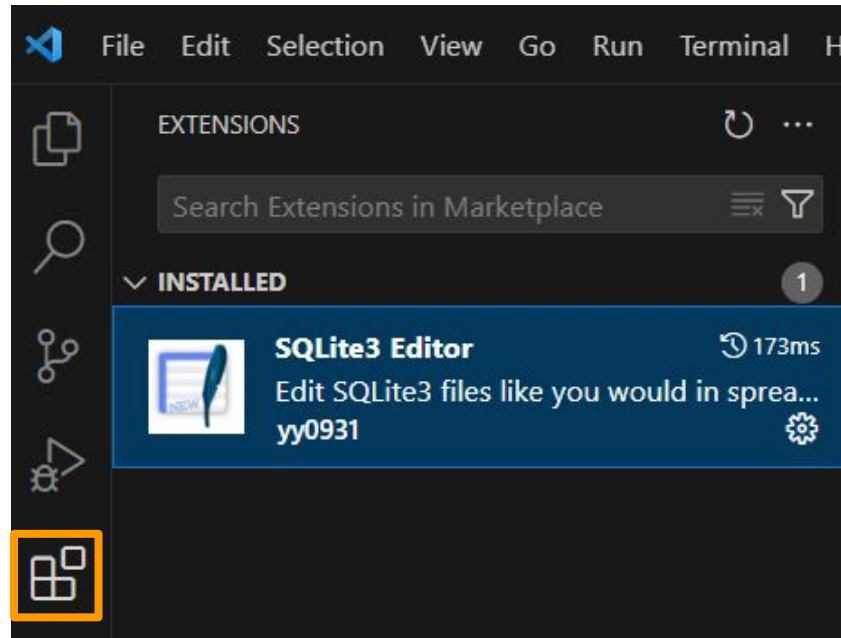 File Edit Selection View Go Run Terminal H
EXTENSIONS
Search Extensions in Marketplace
INSTALLED 1
SQLite3 Editor 173ms
Edit SQLite3 files like you would in sprea...
yy0931
NEW